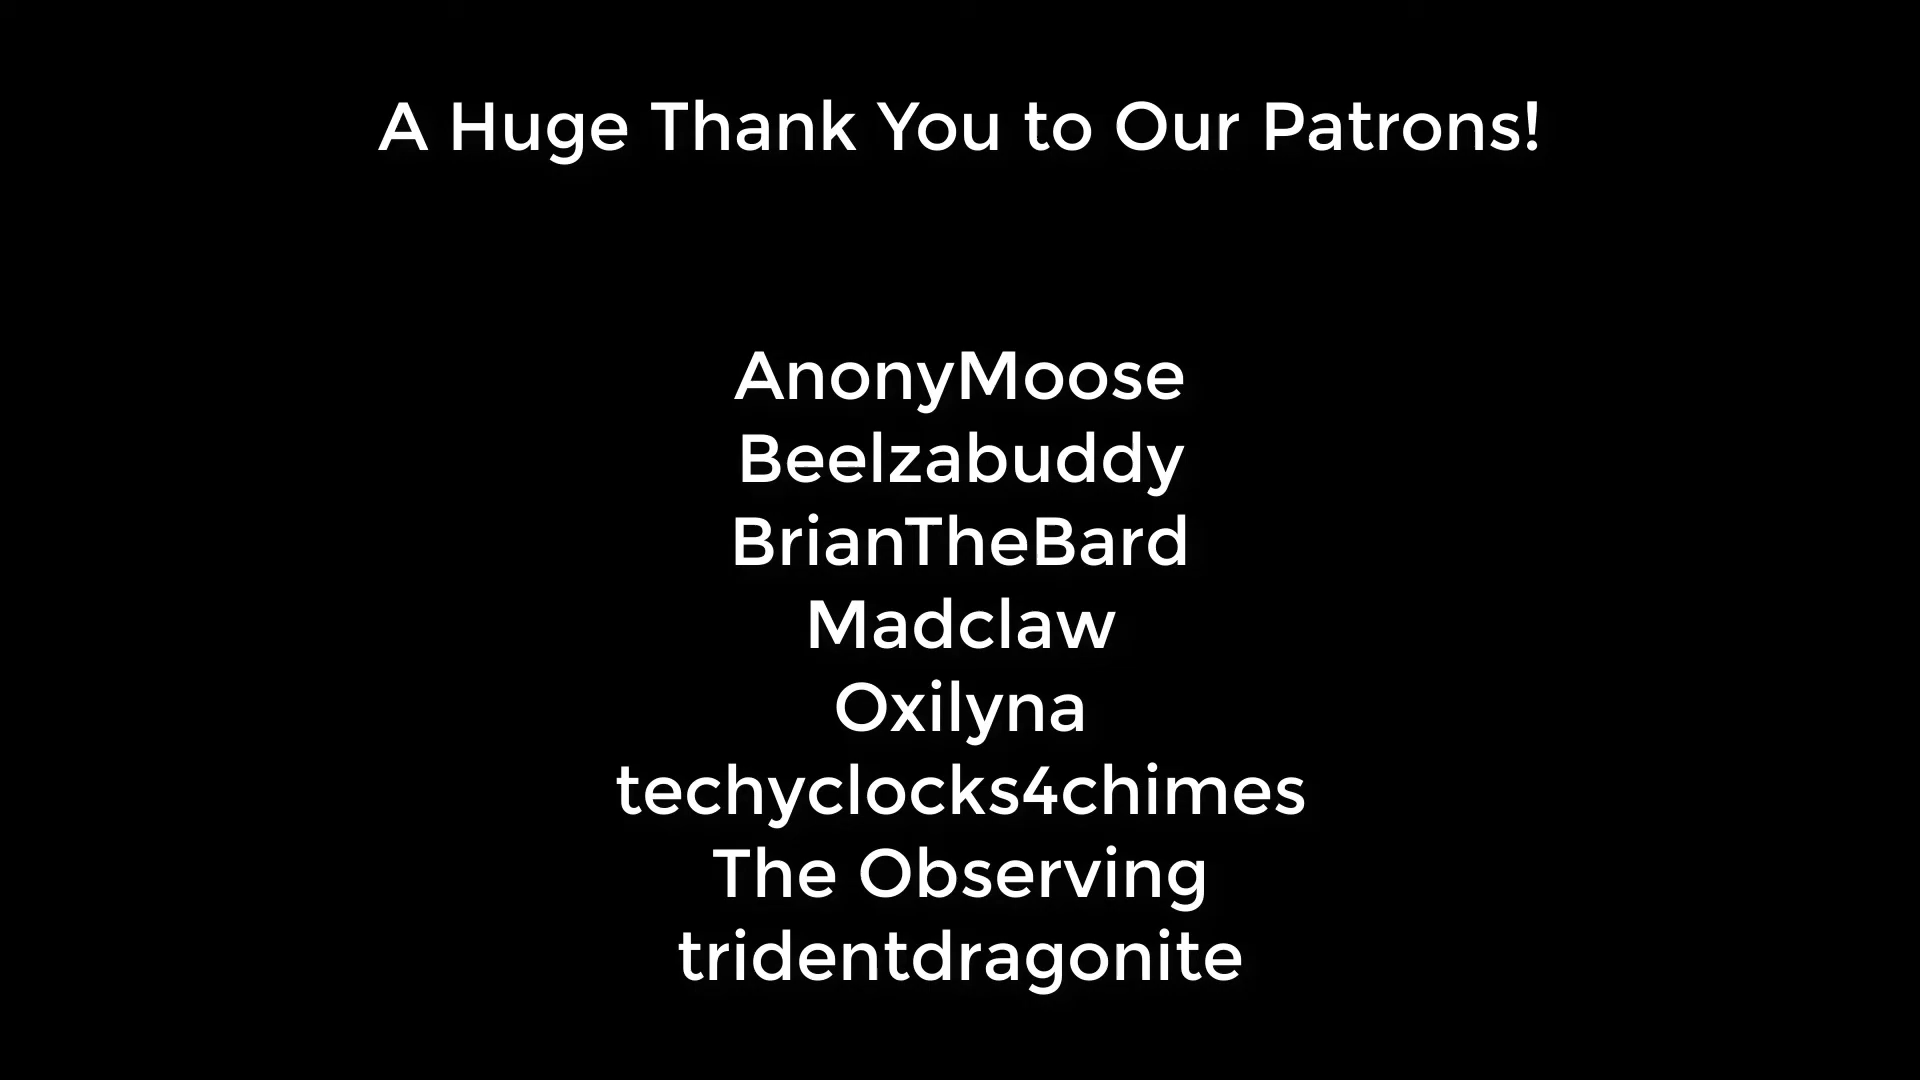 A Huge Thank You to Our Patrons!
AnonyMoose
Beelzabuddy
BrianTheBard
Madclaw
Oxilyna
techyclocks4chimes
The Observing
tridentdragonite